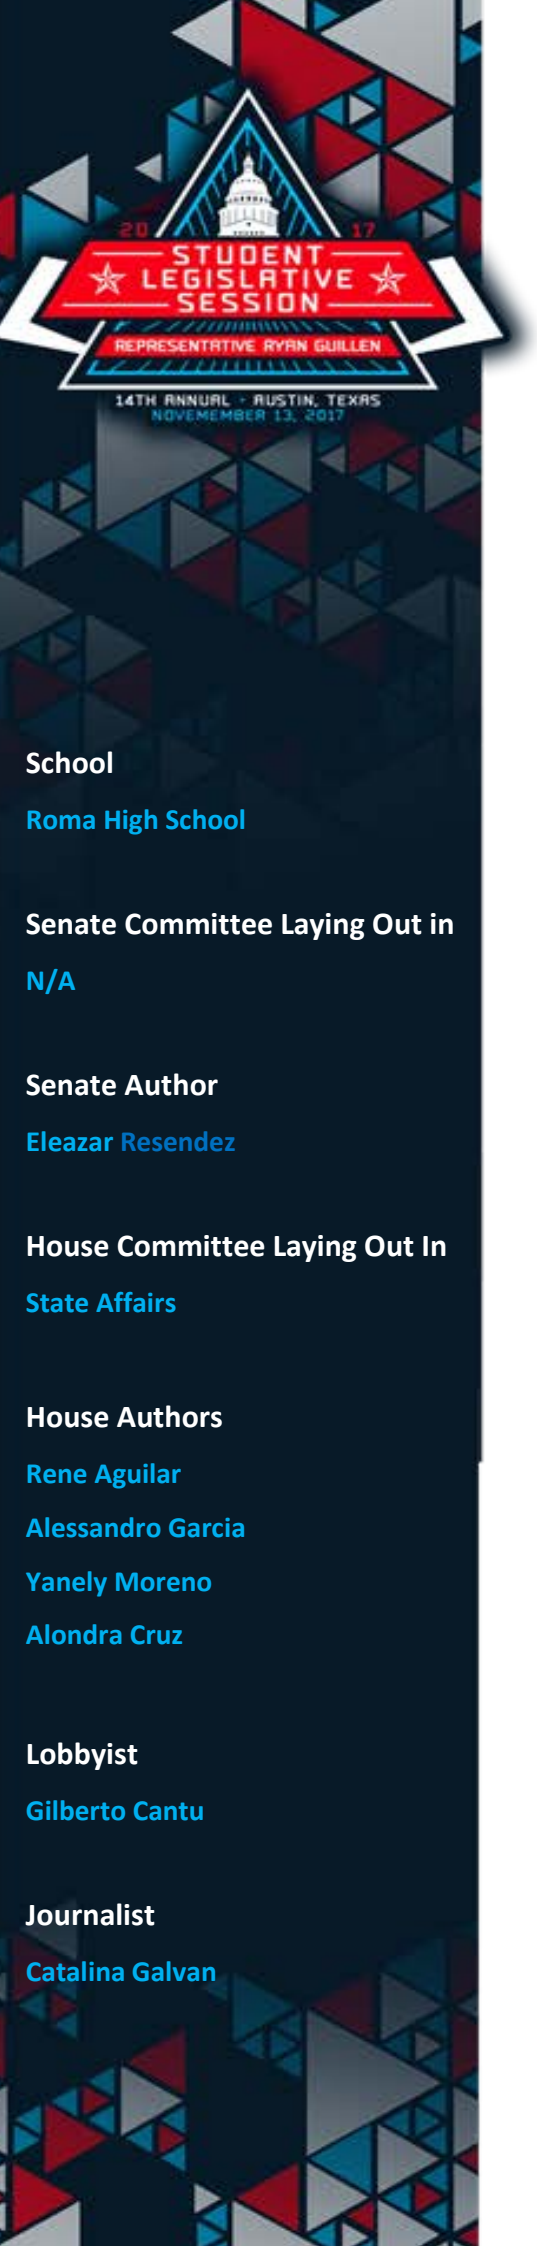 20 17
STUDENT
LEGISLATIVE
SESSION
REPRESENTATIVE RYAN GUILLEN
14TH ANNUAL - AUSTIN, TEXAS
NOVEMEMBER 13, 2017
School
Roma High School
Senate Committee Laying Out in
N/A
Senate Author
Eleazar Resendez
House Committee Laying Out In
State Affairs
House Authors
Rene Aguilar
Alessandro Garcia
Yanely Moreno
Alondra Cruz
Lobbyist
Gilberto Cantu
Journalist
Catalina Galvan